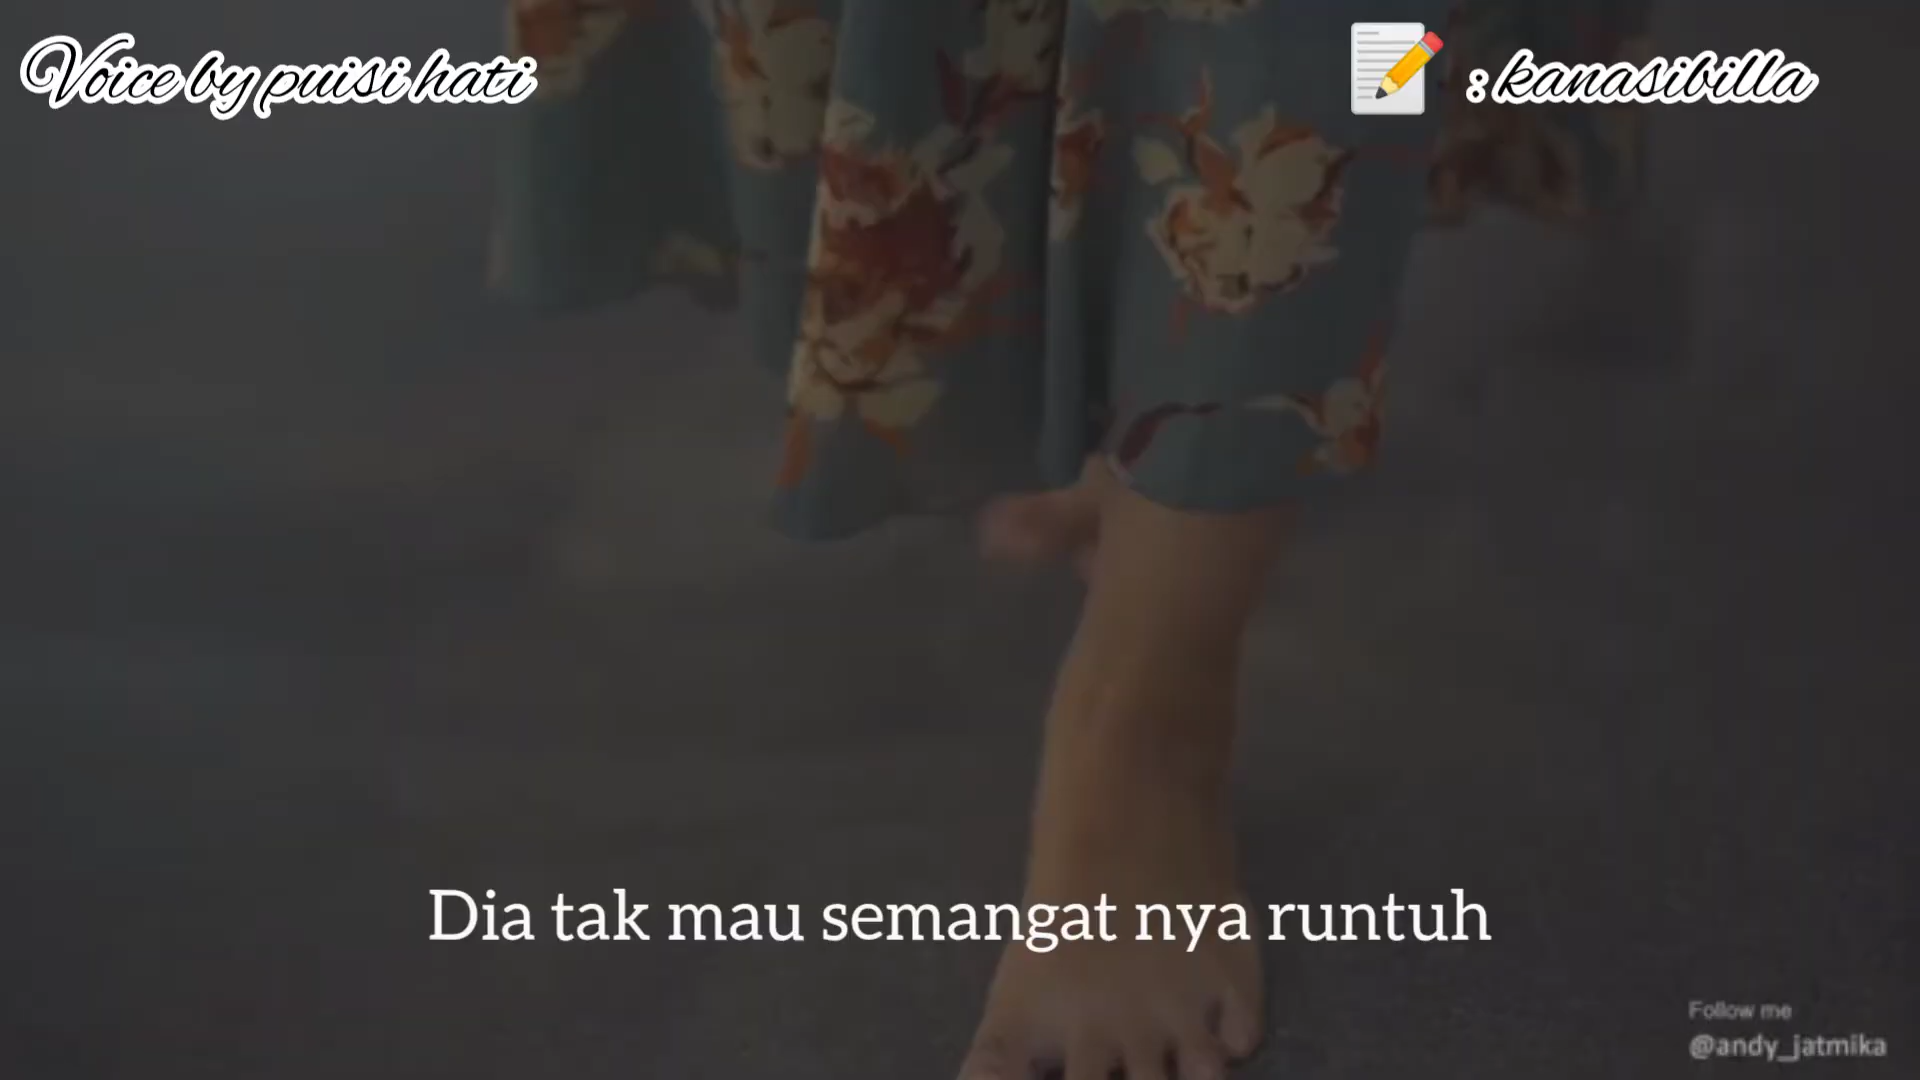 Voice by puisi hati
: kanasibilla
Dia tak mau semangat nya runtuh
Follow me
@andy_jatmika